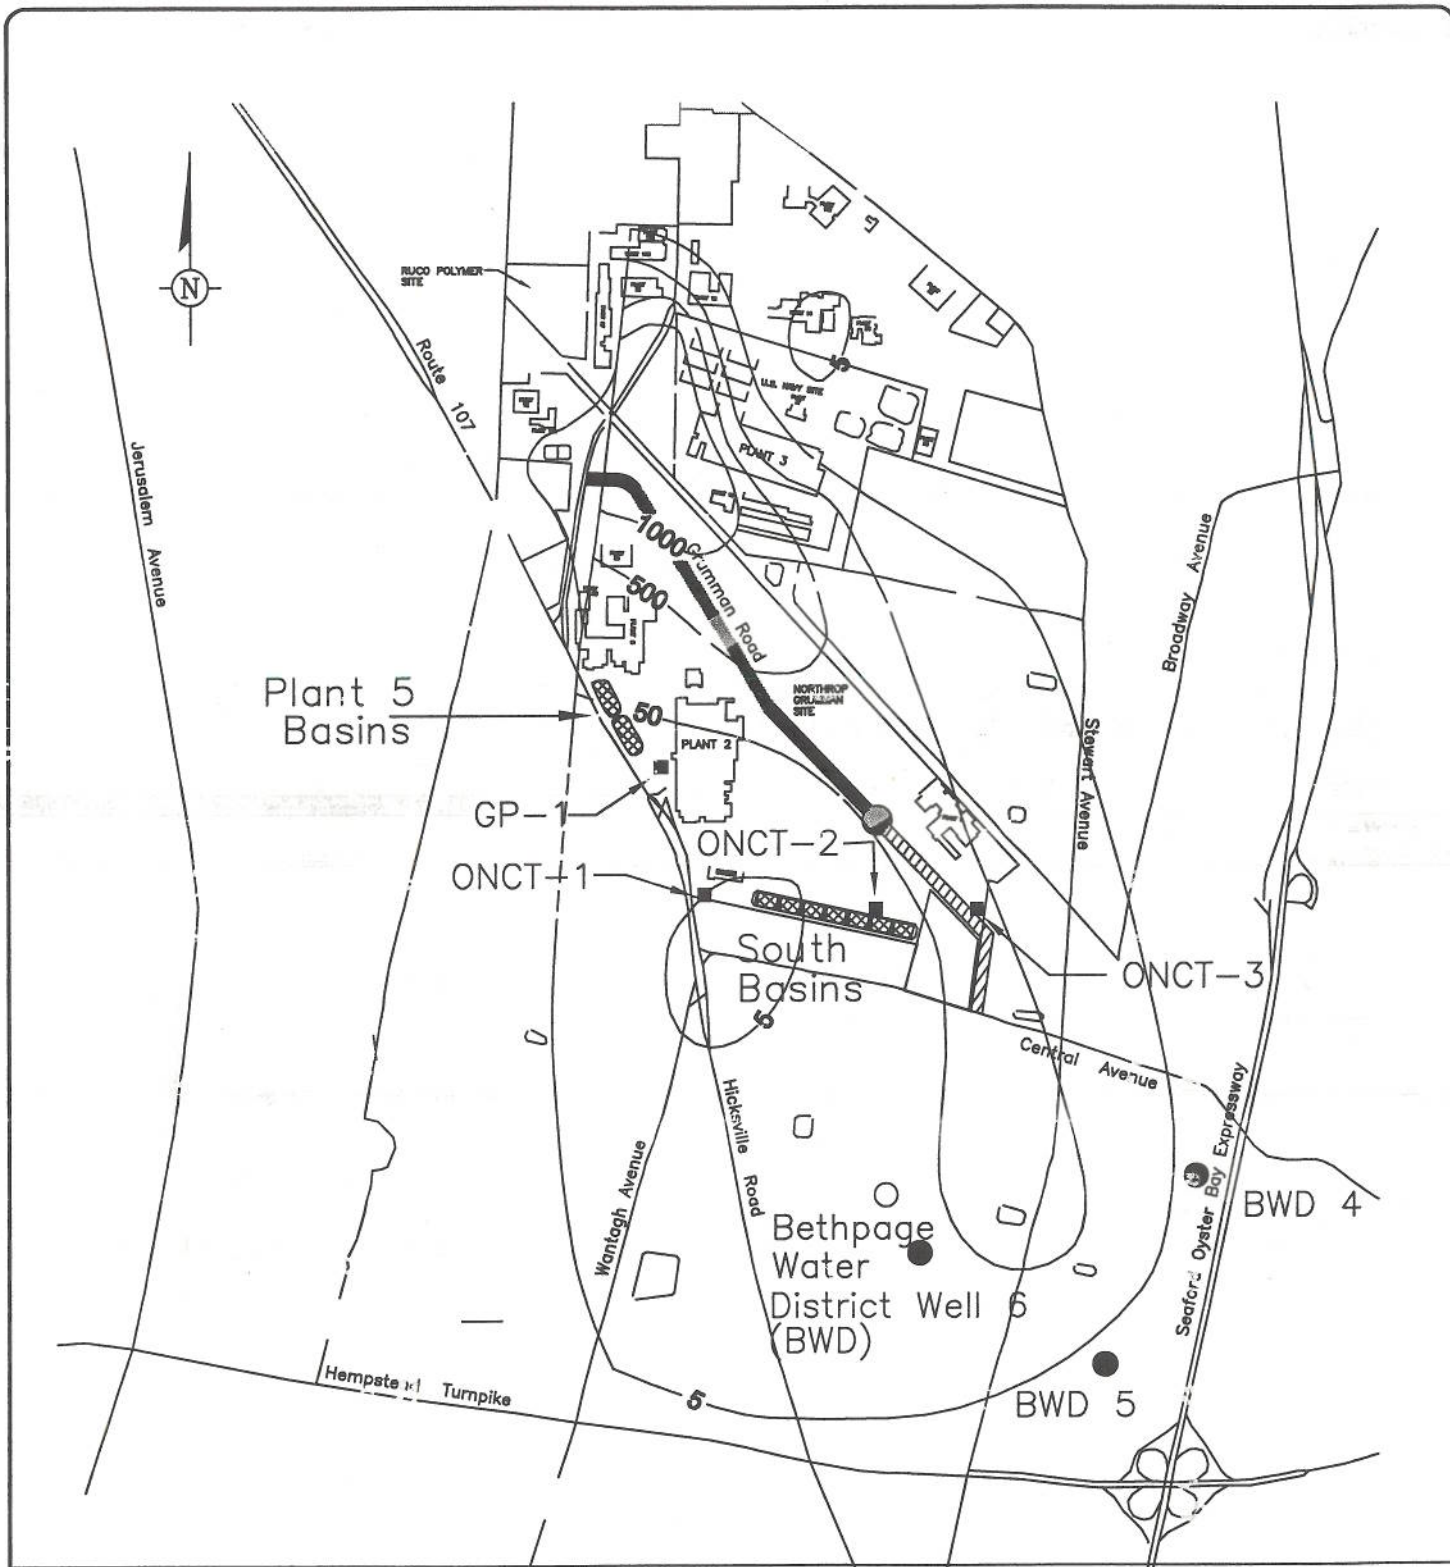 RUCO POLYMER
SITE
N
Route 107
5
U.S. NAVY SITE
PLANT 3
Jerusalem Avenue
1000
Grumman Road
500
Broadway Avenue
Plant 5
Basins
50
NORTHROP
GRUMMAN
SITE
PLANT 2
Stewart Avenue
GP-1
ONCT-2
ONCT-1
South
Basins
ONCT-3
5
Central Avenue
Hicksville Road
Wantagh Avenue
Seaford Oyster Bay Expressway
BWD 4
Bethpage
Water
District Well 6
(BWD)
Hempstead Turnpike
5
BWD 5